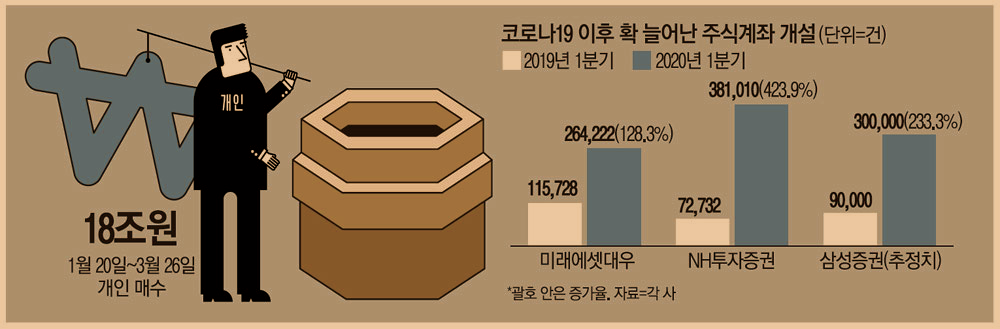 개인
18조원
1월 20일~3월 26일
개인 매수
코로나19 이후 확 늘어난 주식계좌 개설(단위=건)
2019년 1분기 2020년 1분기
115,728
264,222(128.3%)
72,732
381,010(423.9%)
90,000
300,000(233.3%)
미래에셋대우
NH투자증권
삼성증권(추정치)
*괄호 안은 증가율. 자료=각 사